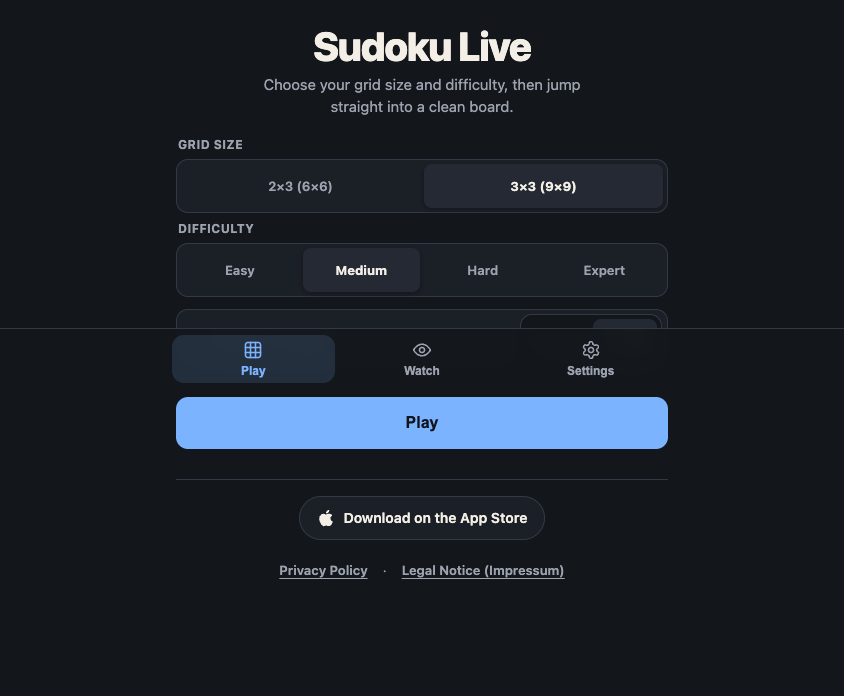 Sudoku Live
Choose your grid size and difficulty, then jump
straight into a clean board.
GRID SIZE
2×3 (6×6)
3×3 (9×9)
DIFFICULTY
Easy
Medium
Hard
Expert
Play
Watch
Settings
Play
Download on the App Store
Privacy Policy
·
Legal Notice (Impressum)